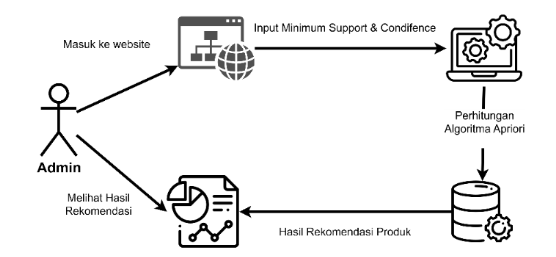 Input Minimum Support & Condifence
Masuk ke website
Perhitungan
Algoritma Apriori
Admin
Melihat Hasil
Rekomendasi
Hasil Rekomendasi Produk